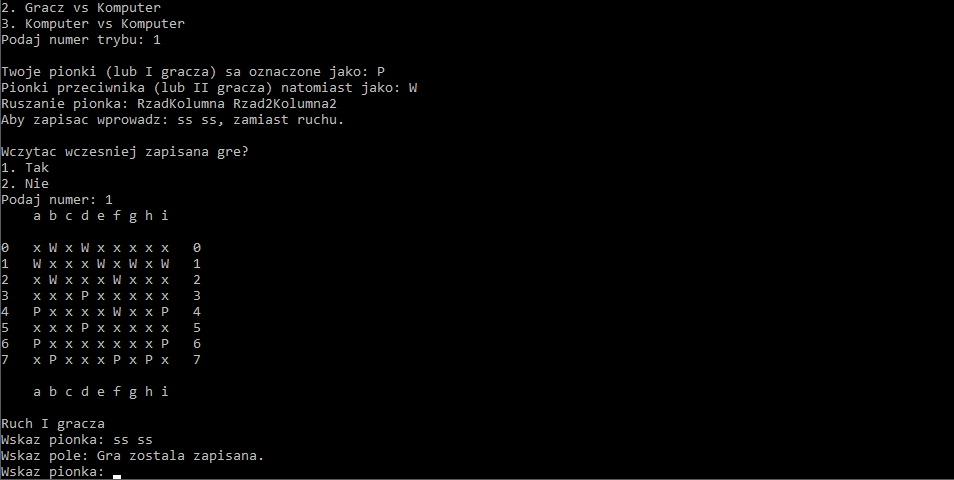 2. Gracz vs Komputer
3. Komputer vs Komputer
Podaj numer trybu: 1
Twoje pionki (lub I gracza) sa oznaczone jako: P
Pionki przeciwnika (lub II gracza) natomiast jako: W
Ruszanie pionka: RzadKolumna Rzad2Kolumna2
Aby zapisac wprowadz: ss ss, zamiast ruchu.
Wczytac wczesniej zapisana gre?
1. Tak
2. Nie
Podaj numer: 1
a b c d e f g h i
0 x W x W x x x x x 0
1 W x x x W x W x W 1
2 x W x x x W x x x 2
3 x x x P x x x x x 3
4 P x x x x W x x P 4
5 x x x P x x x x x 5
6 P x x x x x x x P 6
7 x P x x x P x P x 7
a b c d e f g h i
Ruch I gracza
Wskaz pionka: ss ss
Wskaz pole: Gra zostala zapisana.
Wskaz pionka: